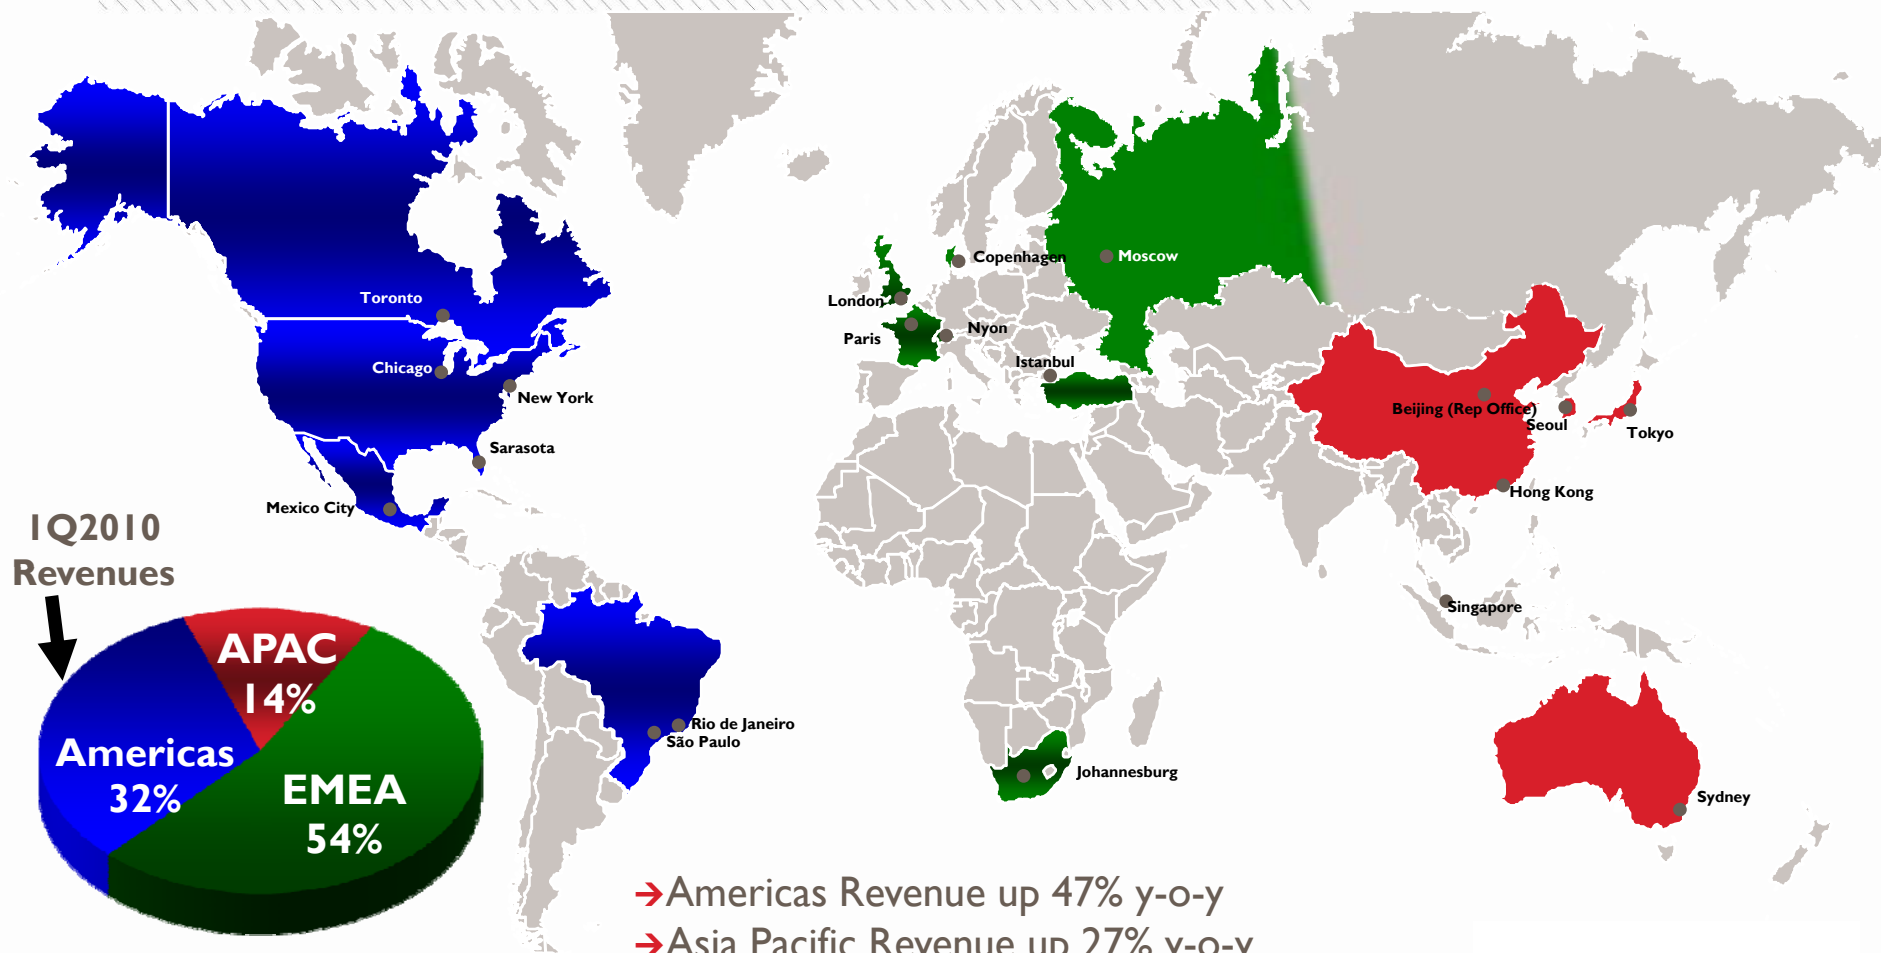 Copenhagen
Moscow
Toronto
London
Nyon
Paris
Istanbul
Chicago
New York
Beijing (Rep Office)
Seoul
Tokyo
Sarasota
Hong Kong
Mexico City
1Q2010
Revenues
Singapore
APAC
14%
Americas
32%
EMEA
54%
Rio de Janeiro
São Paulo
Johannesburg
Sydney
➔Americas Revenue up 47% y-o-y
➔Asia Pacific Revenue up 27% y-o-y